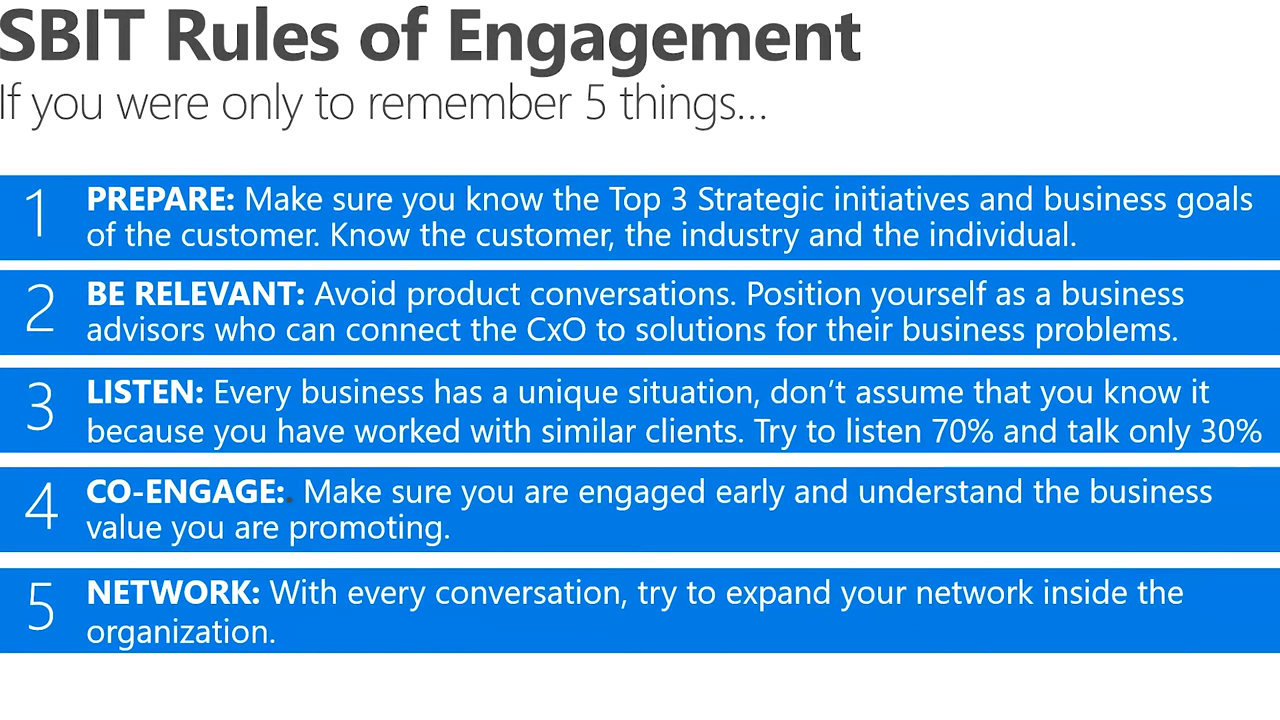 SBIT Rules of Engagement
If you were only to remember 5 things...
1
PREPARE: Make sure you know the Top 3 Strategic initiatives and business goals
of the customer. Know the customer, the industry and the individual.
2
BE RELEVANT: Avoid product conversations. Position yourself as a business
advisors who can connect the CxO to solutions for their business problems.
3
LISTEN: Every business has a unique situation, don’t assume that you know it
because you have worked with similar clients. Try to listen 70% and talk only 30%
4
CO-ENGAGE:. Make sure you are engaged early and understand the business
value you are promoting.
5
NETWORK: With every conversation, try to expand your network inside the
organization.